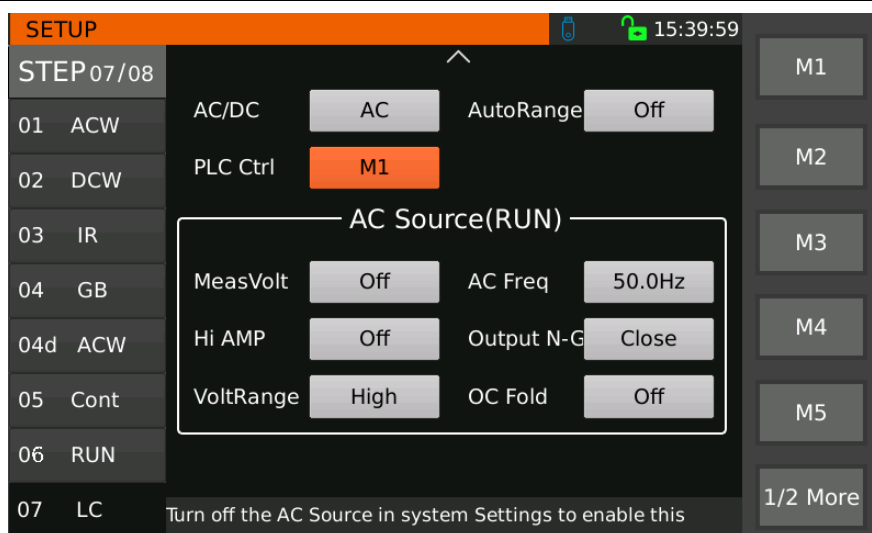 SETUP
15:39:59
STEP 07/08
01 ACW
02 DCW
03 IR
04 GB
04d ACW
05 Cont
06 RUN
07 LC
AC/DC AC AutoRange Off
PLC Ctrl M1
AC Source(RUN)
MeasVolt Off AC Freq 50.0Hz
Hi AMP Off Output N-G Close
VoltRange High OC Fold Off
Turn off the AC Source in system Settings to enable this
M1
M2
M3
M4
M5
1/2 More